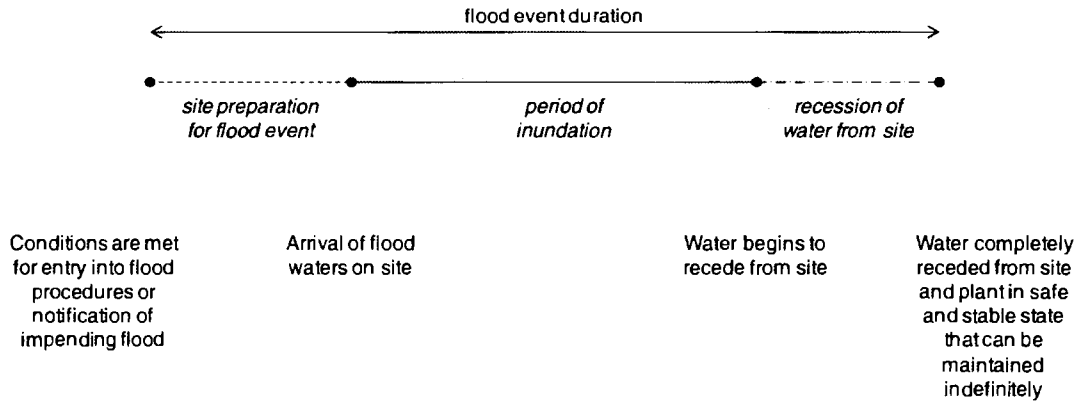 flood event duration
site preparation
for flood event
period of
inundation
recession of
water from site
Conditions are met
for entry into flood
procedures or
notification of
impending flood
Arrival of flood
waters on site
Water begins to
recede from site
Water completely
receded from site
and plant in safe
and stable state
that can be
maintained
indefinitely